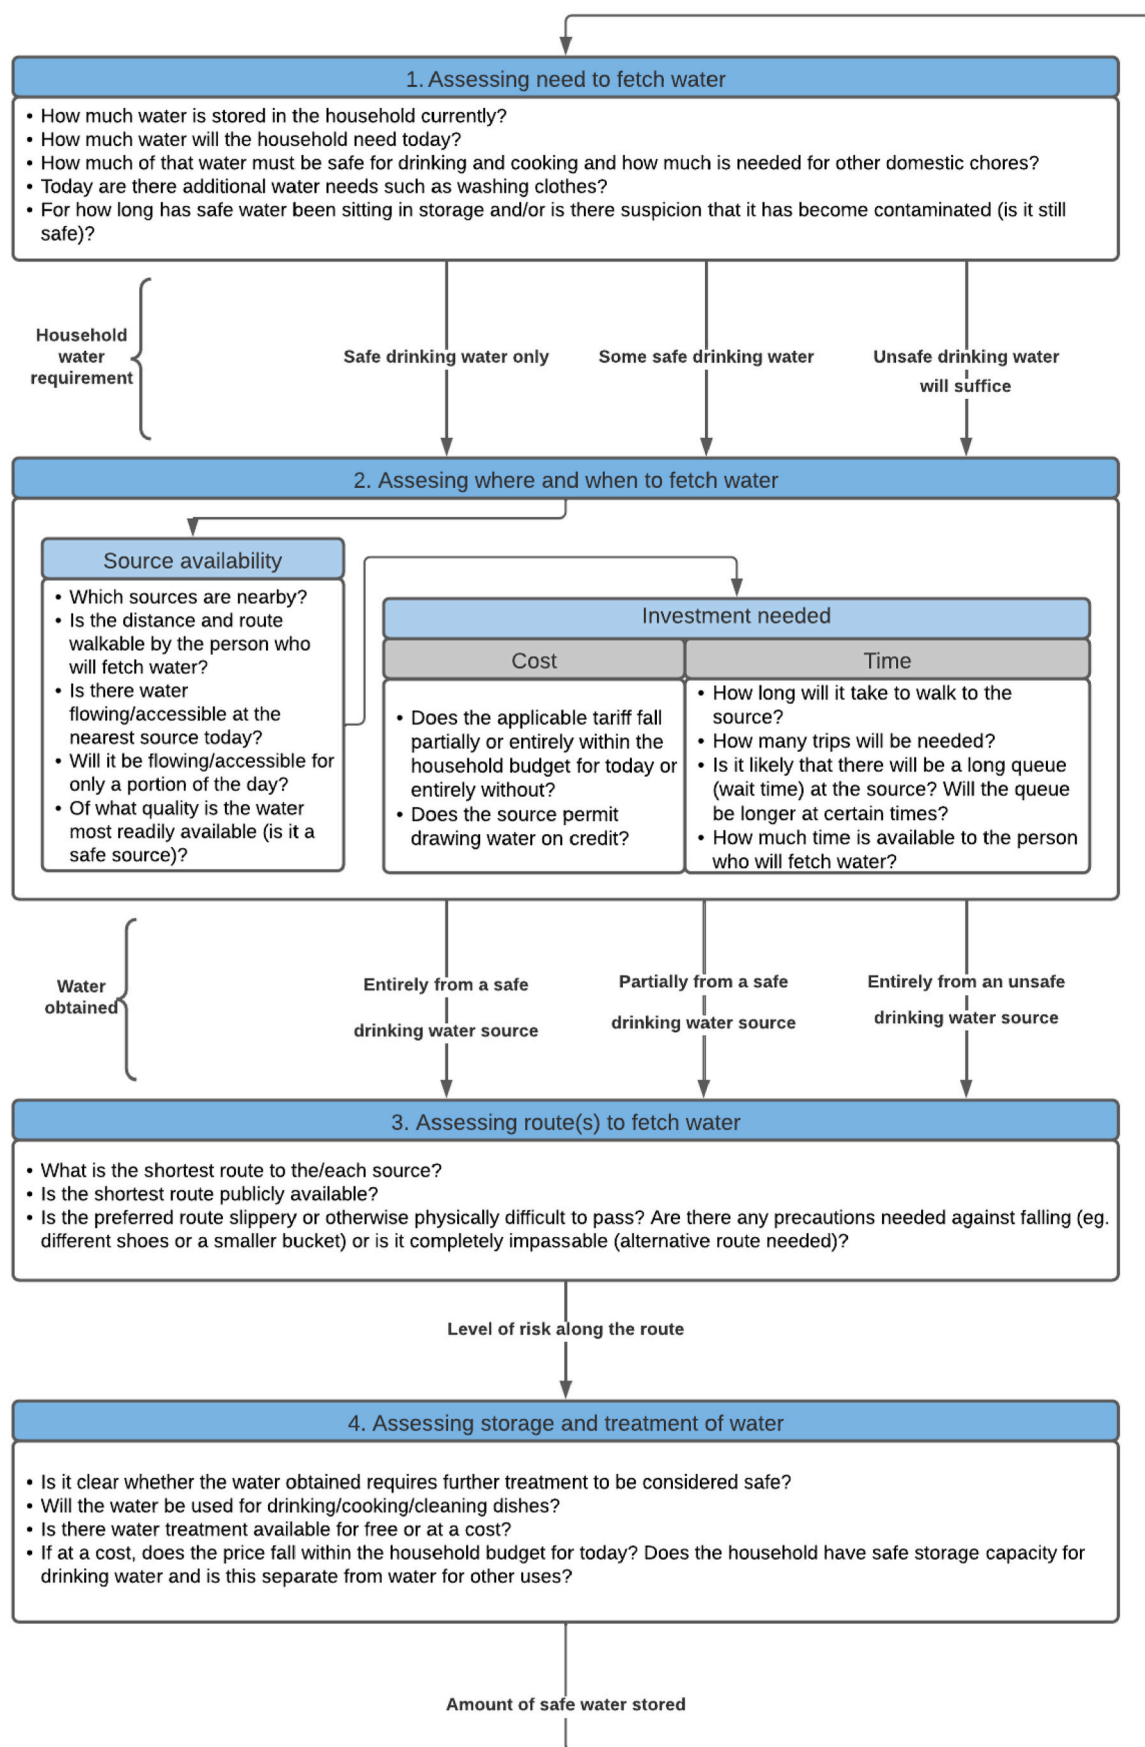 1. Assessing need to fetch water
• How much water is stored in the household currently?
• How much water will the household need today?
• How much of that water must be safe for drinking and cooking and how much is needed for other domestic chores?
• Today are there additional water needs such as washing clothes?
• For how long has safe water been sitting in storage and/or is there suspicion that it has become contaminated (is it still
safe)?
Household
water
requirement
Safe drinking water only
Some safe drinking water
Unsafe drinking water
will suffice
2. Assesing where and when to fetch water
Source availability
• Which sources are nearby?
• Is the distance and route
walkable by the person who
will fetch water?
• Is there water
flowing/accessible at the
nearest source today?
• Will it be flowing/accessible for
only a portion of the day?
• Of what quality is the water
most readily available (is it a
safe source)?
Investment needed
Cost
• Does the applicable tariff fall
partially or entirely within the
household budget for today or
entirely without?
• Does the source permit
drawing water on credit?
Time
• How long will it take to walk to the
source?
• How many trips will be needed?
• Is it likely that there will be a long queue
(wait time) at the source? Will the queue
be longer at certain times?
• How much time is available to the person
who will fetch water?
Water
obtained
Entirely from a safe
drinking water source
Partially from a safe
drinking water source
Entirely from an unsafe
drinking water source
3. Assessing route(s) to fetch water
• What is the shortest route to the/each source?
• Is the shortest route publicly available?
• Is the preferred route slippery or otherwise physically difficult to pass? Are there any precautions needed against falling (eg.
different shoes or a smaller bucket) or is it completely impassable (alternative route needed)?
Level of risk along the route
4. Assessing storage and treatment of water
• Is it clear whether the water obtained requires further treatment to be considered safe?
• Will the water be used for drinking/cooking/cleaning dishes?
• Is there water treatment available for free or at a cost?
• If at a cost, does the price fall within the household budget for today? Does the household have safe storage capacity for
drinking water and is this separate from water for other uses?
Amount of safe water stored